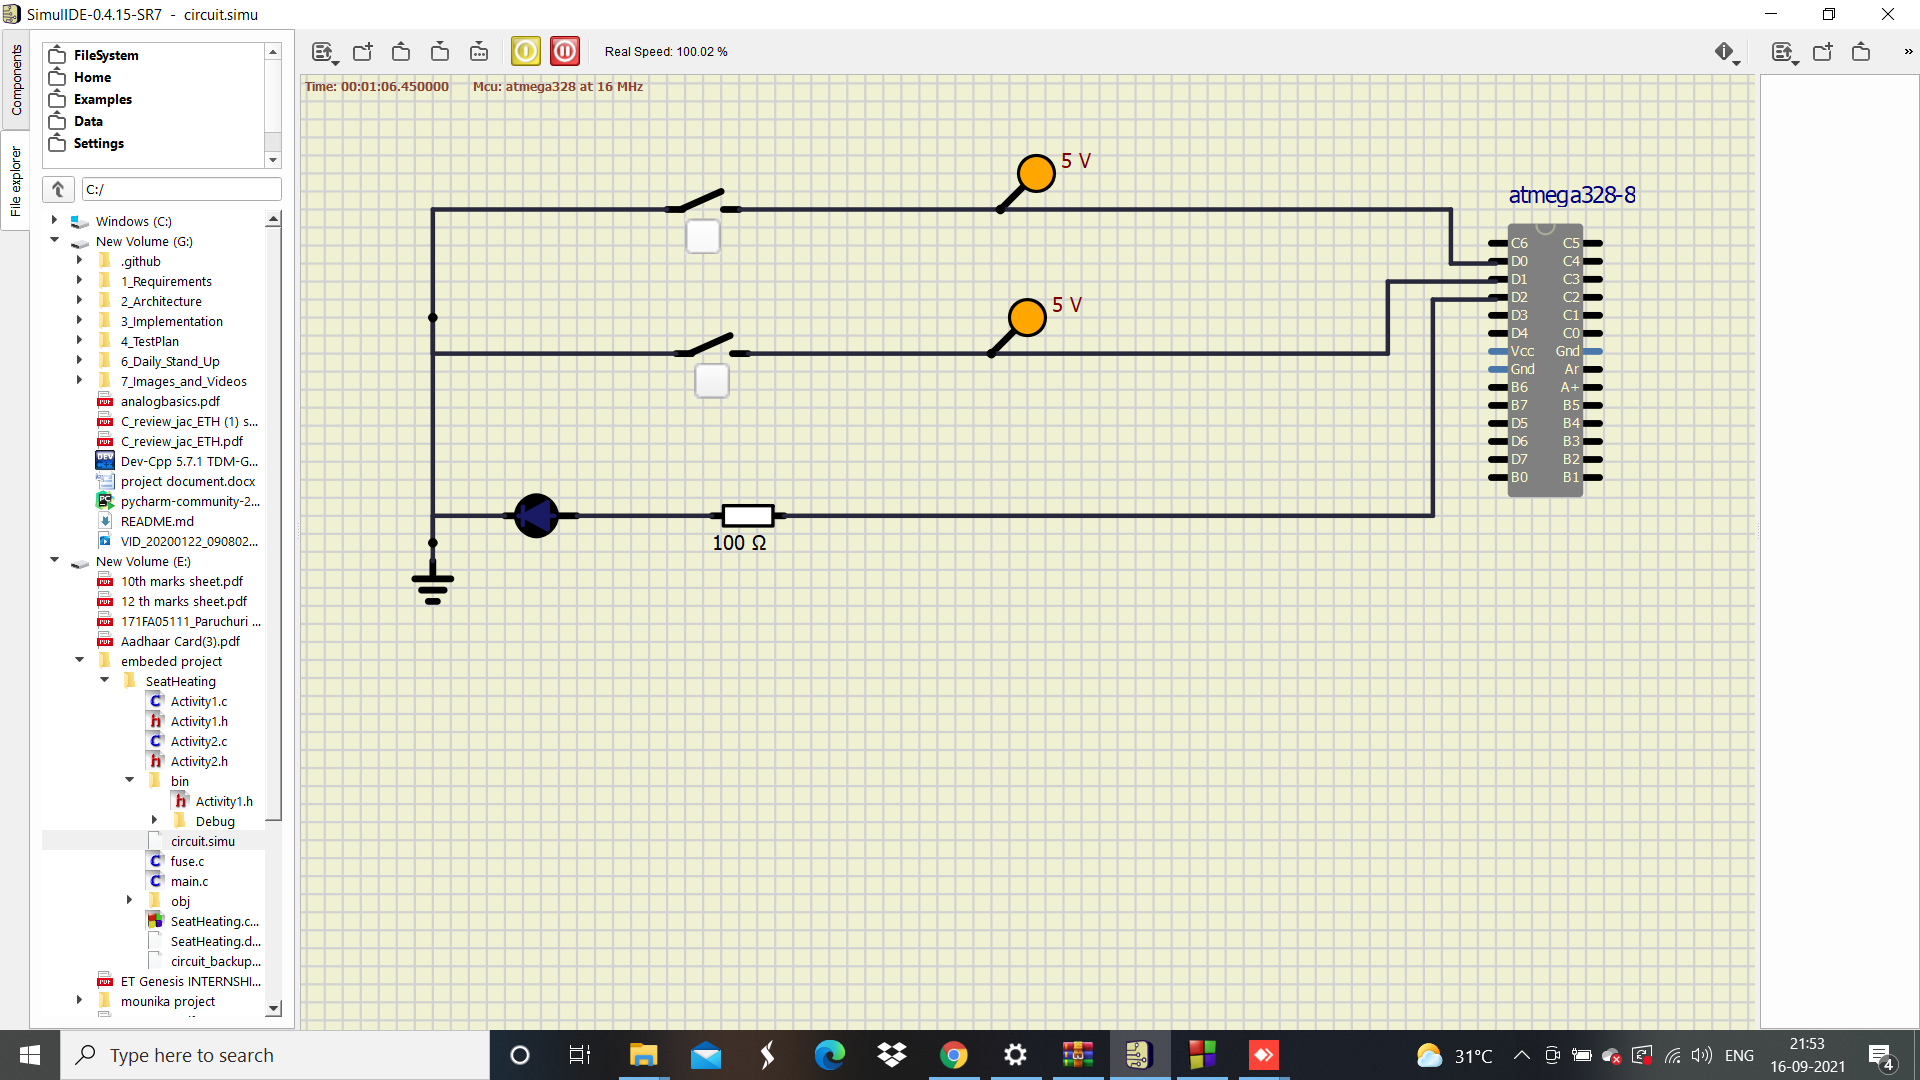 SimulIDE-0.4.15-SR7 - circuit.simu
Components
File explorer
FileSystem
Home
Examples
Data
Settings
C:/
Windows (C:)
New Volume (G:)
.github
1_Requirements
2_Architecture
3_Implementation
4_TestPlan
6_Daily_Stand_Up
7_Images_and_Videos
analogbasics.pdf
C_review_jac_ETH (1) s...
C_review_jac_ETH.pdf
Dev-Cpp 5.7.1 TDM-G...
project document.docx
pycharm-community-2...
README.md
VID_20200122_090802...
New Volume (E:)
10th marks sheet.pdf
12 th marks sheet.pdf
171FA05111_Paruchuri ...
Aadhaar Card(3).pdf
embeded project
SeatHeating
Activity1.c
Activity1.h
Activity2.c
Activity2.h
bin
Activity1.h
Debug
circuit.simu
fuse.c
main.c
obj
SeatHeating.c...
SeatHeating.d...
circuit_backup...
ET Genesis INTERNSHI...
mounika project
Real Speed: 100.02 %
»
Time: 00:01:06.450000 Mcu: atmega328 at 16 MHz
5 V
5 V
100 Ω
atmega328-8
C6 C5
D0 C4
D1 C3
D2 C2
D3 C1
D4 C0
Vcc Gnd
Gnd Ar
B6 A+
B7 B5
D5 B4
D6 B3
D7 B2
B0 B1
Type here to search
31°C
ENG
21:53
16-09-2021
4